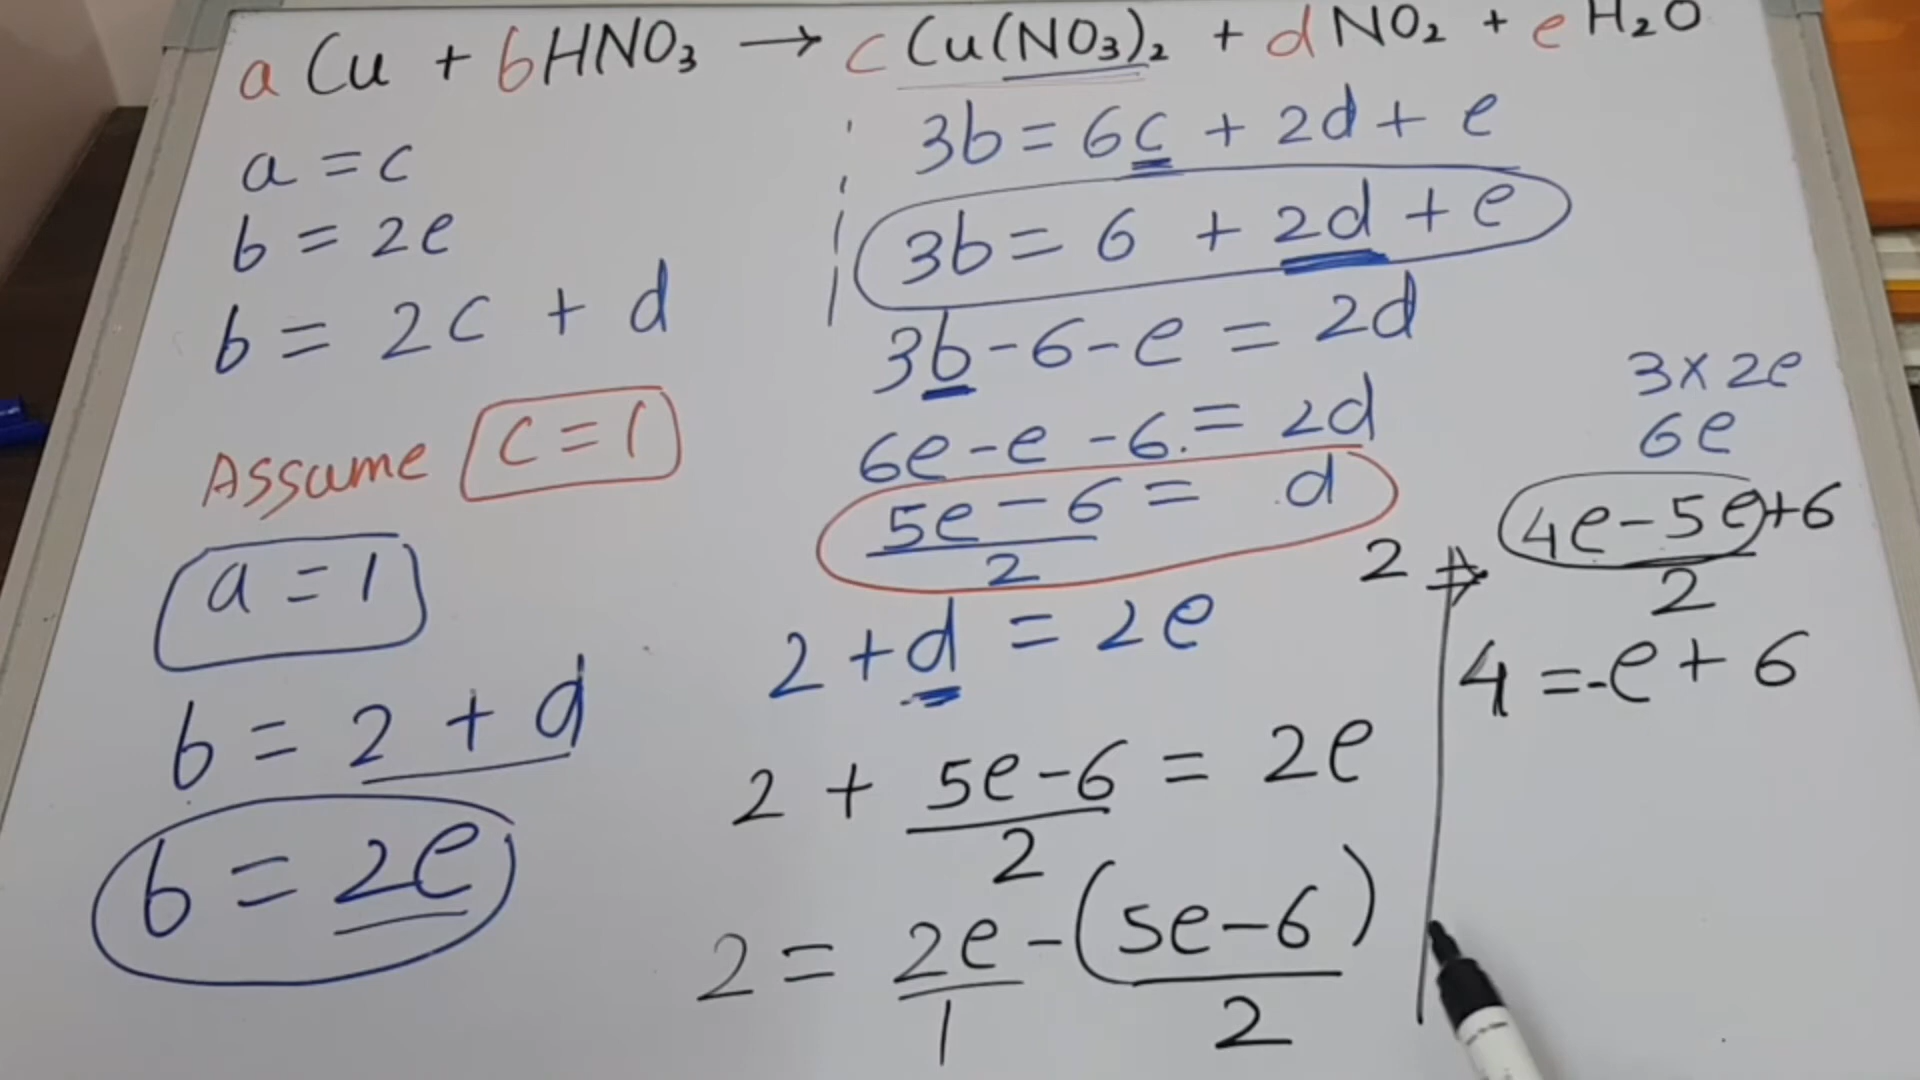 a Cu + b HNO₃ → c Cu(NO₃)₂ + d NO₂ + e H₂O
a = c
b = 2e
b = 2c + d
Assume c = 1
a = 1
b = 2 + d
b = 2e
3b = 6c + 2d + e
3b = 6 + 2d + e
3b - 6 - e = 2d
6e - e - 6 = 2d
(5e - 6)/2 = d
2 + d = 2e
2 + (5e - 6)/2 = 2e
2 = 2e/1 - (5e - 6)/2
3 × 2e
6e
2 ⇒ (4e - 5e + 6)/2
4 = -e + 6